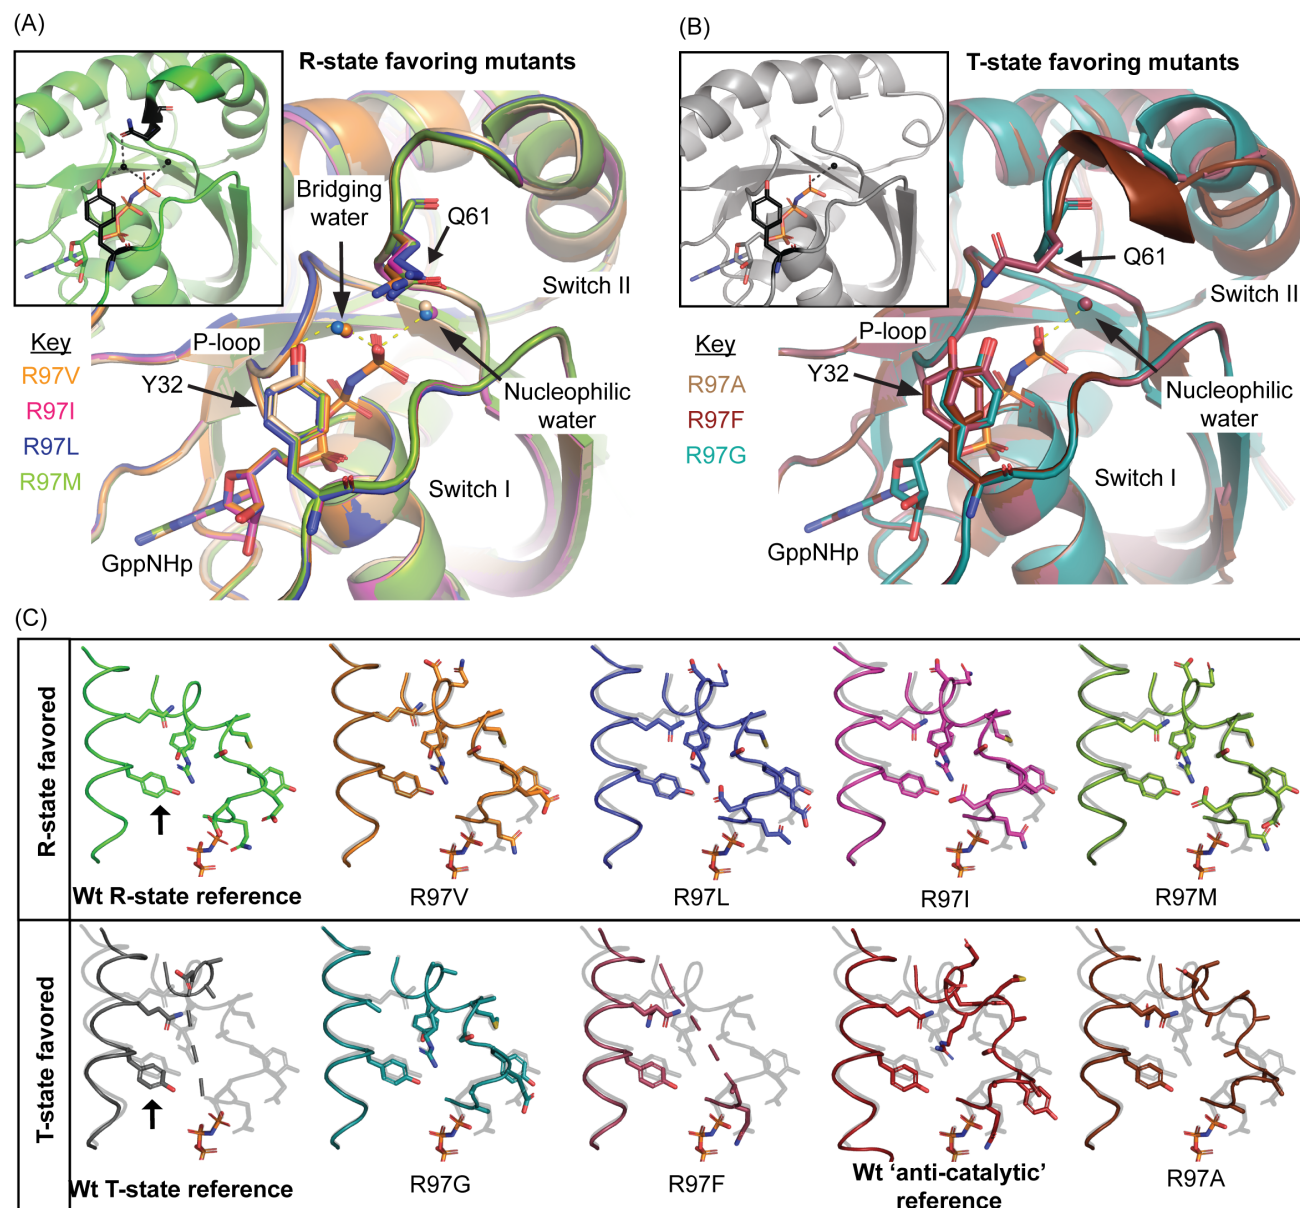 (A)
R-state favoring mutants
Bridging
water
Q61
Switch II
P-loop
Key
R97V
R97I
R97L
R97M
Y32
Nucleophilic
water
Switch I
GppNHp
(B)
T-state favoring mutants
Q61
Switch II
P-loop
Key
R97A
R97F
R97G
Y32
Nucleophilic
water
Switch I
GppNHp
(C)
R-state favored
Wt R-state reference
R97V
R97L
R97I
R97M
T-state favored
Wt T-state reference
R97G
R97F
Wt ‘anti-catalytic’
reference
R97A